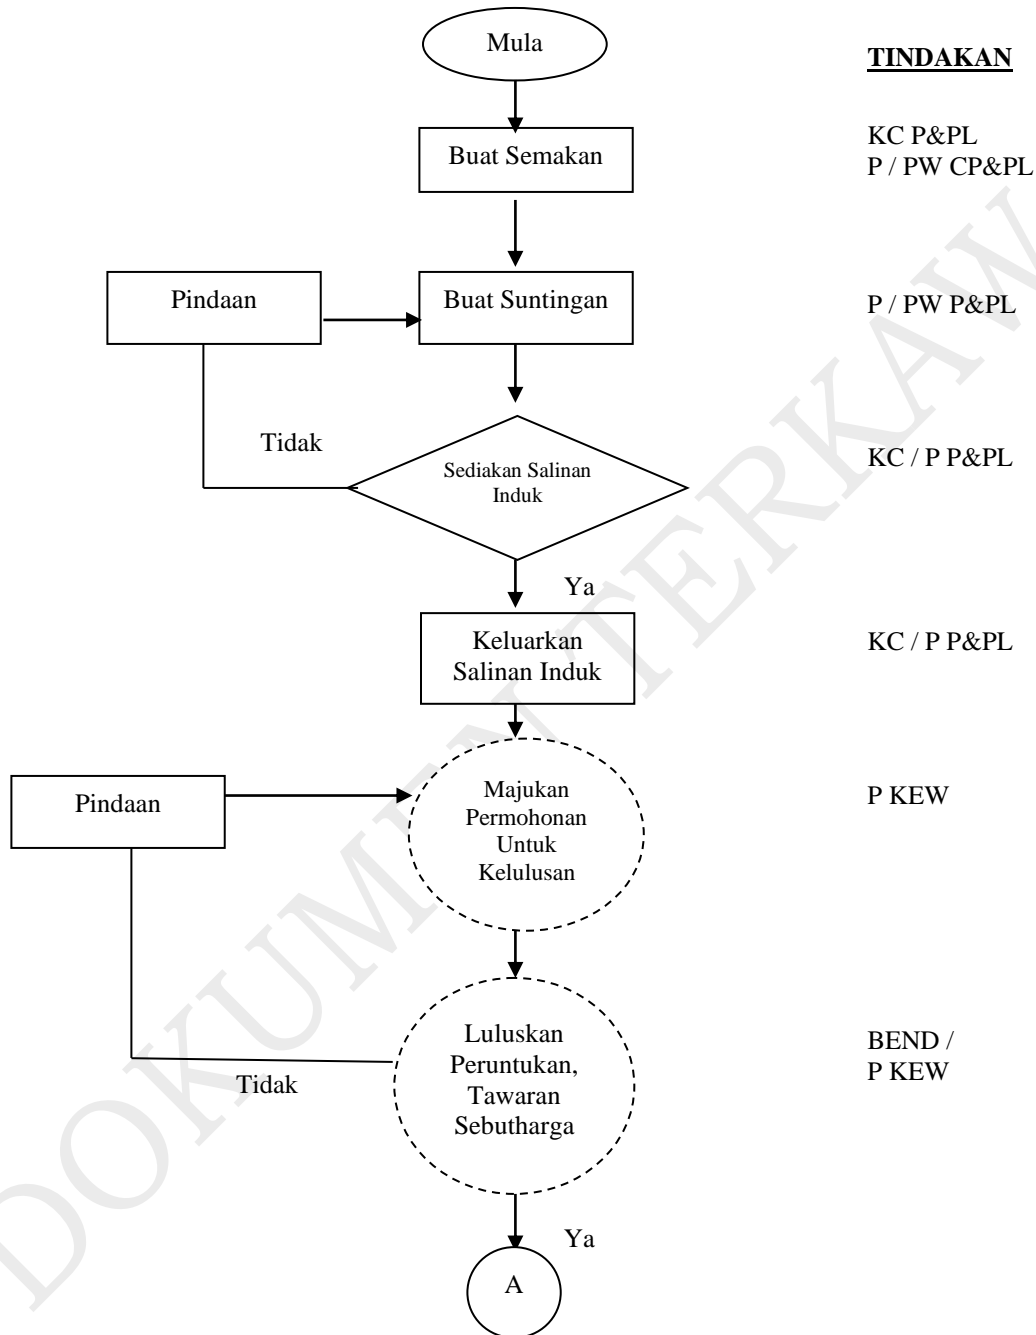 Mula
TINDAKAN
KC P&PL
P / PW CP&PL
Buat Semakan
Pindaan
Buat Suntingan
P / PW P&PL
Tidak
Sediakan Salinan
Induk
KC / P P&PL
Ya
Keluarkan
Salinan Induk
KC / P P&PL
Pindaan
Majukan
Permohonan
Untuk
Kelulusan
P KEW
Luluskan
Peruntukan,
Tawaran
Sebutharga
BEND /
P KEW
Tidak
Ya
A
DOKUMEN TERKAW